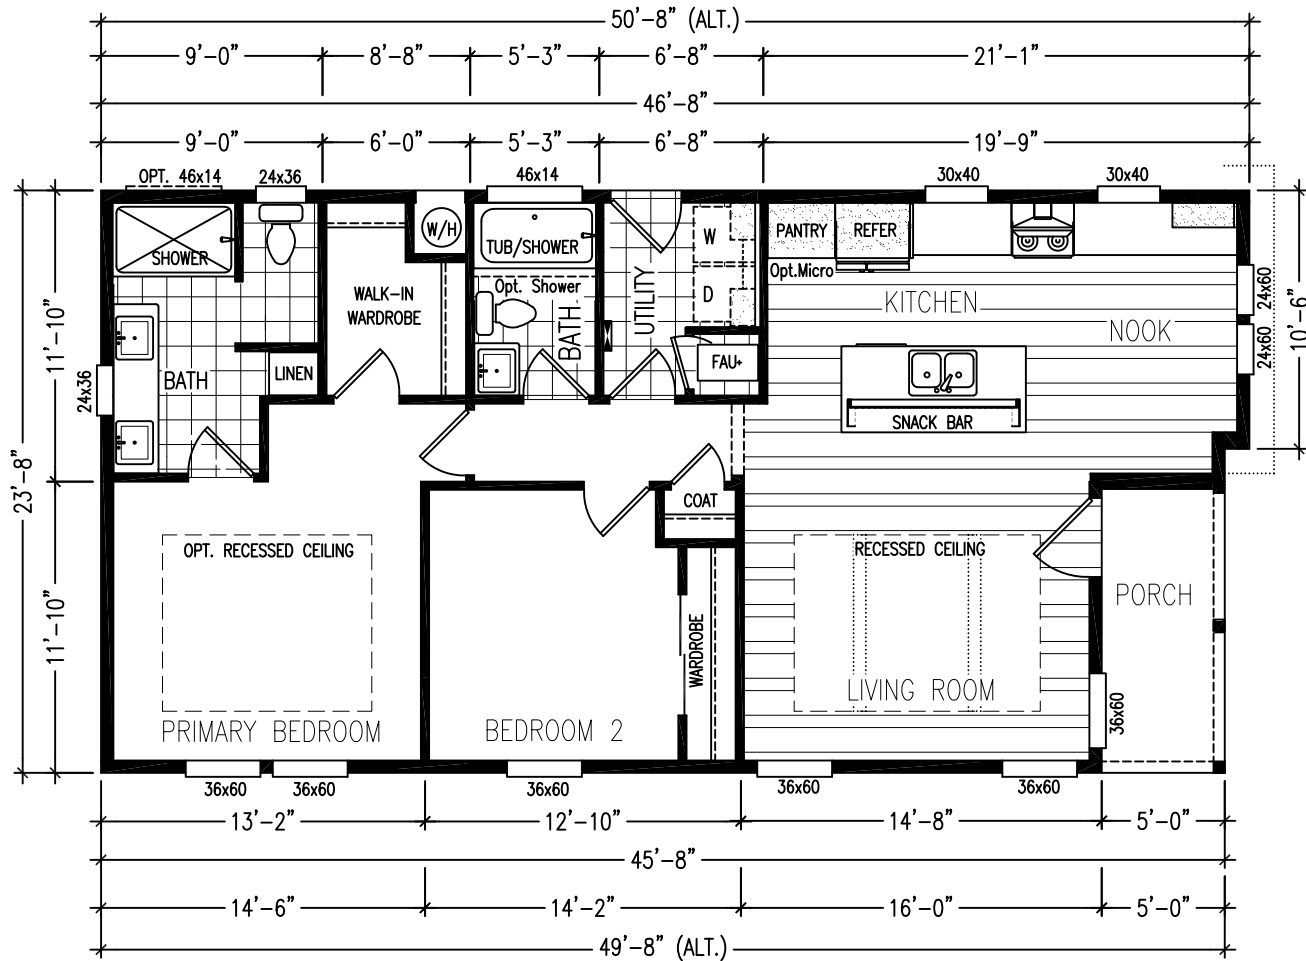 50'-8" (ALT.)
9'-0" 8'-8" 5'-3" 6'-8" 21'-1"
46'-8"
9'-0" 6'-0" 5'-3" 6'-8" 19'-9"
OPT. 46x14 24x36 46x14 30x40 30x40
SHOWER
W/H
TUB/SHOWER
W
PANTRY
REFER
Opt.Micro
Opt. Shower
D
WALK-IN
WARDROBE
UTILITY
BATH
KITCHEN
NOOK
24x60
24x60
10'-6"
11'-10"
24x36
BATH
LINEN
FAU+
SNACK BAR
23'-8"
COAT
OPT. RECESSED CEILING
RECESSED CEILING
PORCH
11'-10"
WARDROBE
LIVING ROOM
36x60
PRIMARY BEDROOM
BEDROOM 2
36x60 36x60 36x60 36x60 36x60
13'-2" 12'-10" 14'-8" 5'-0"
45'-8"
14'-6" 14'-2" 16'-0" 5'-0"
49'-8" (ALT.)